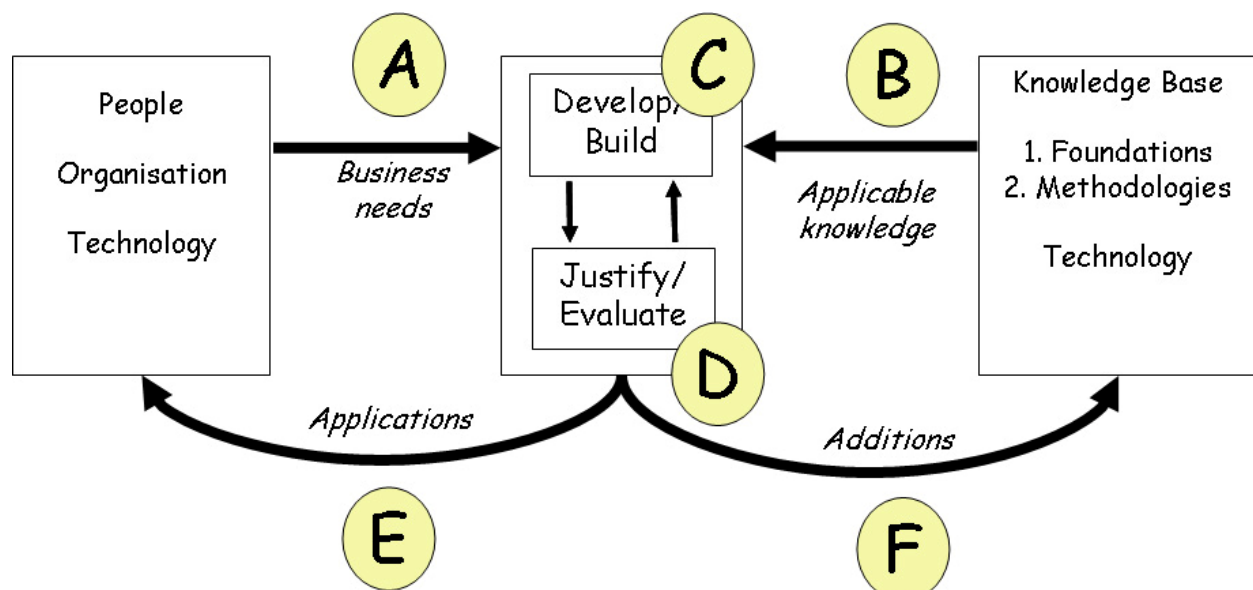 A
B
C
People
Organisation
Technology
Business
needs
Develop/
Build
Justify/
Evaluate
D
Applicable
knowledge
Knowledge Base
1. Foundations
2. Methodologies
Technology
Applications
Additions
E
F